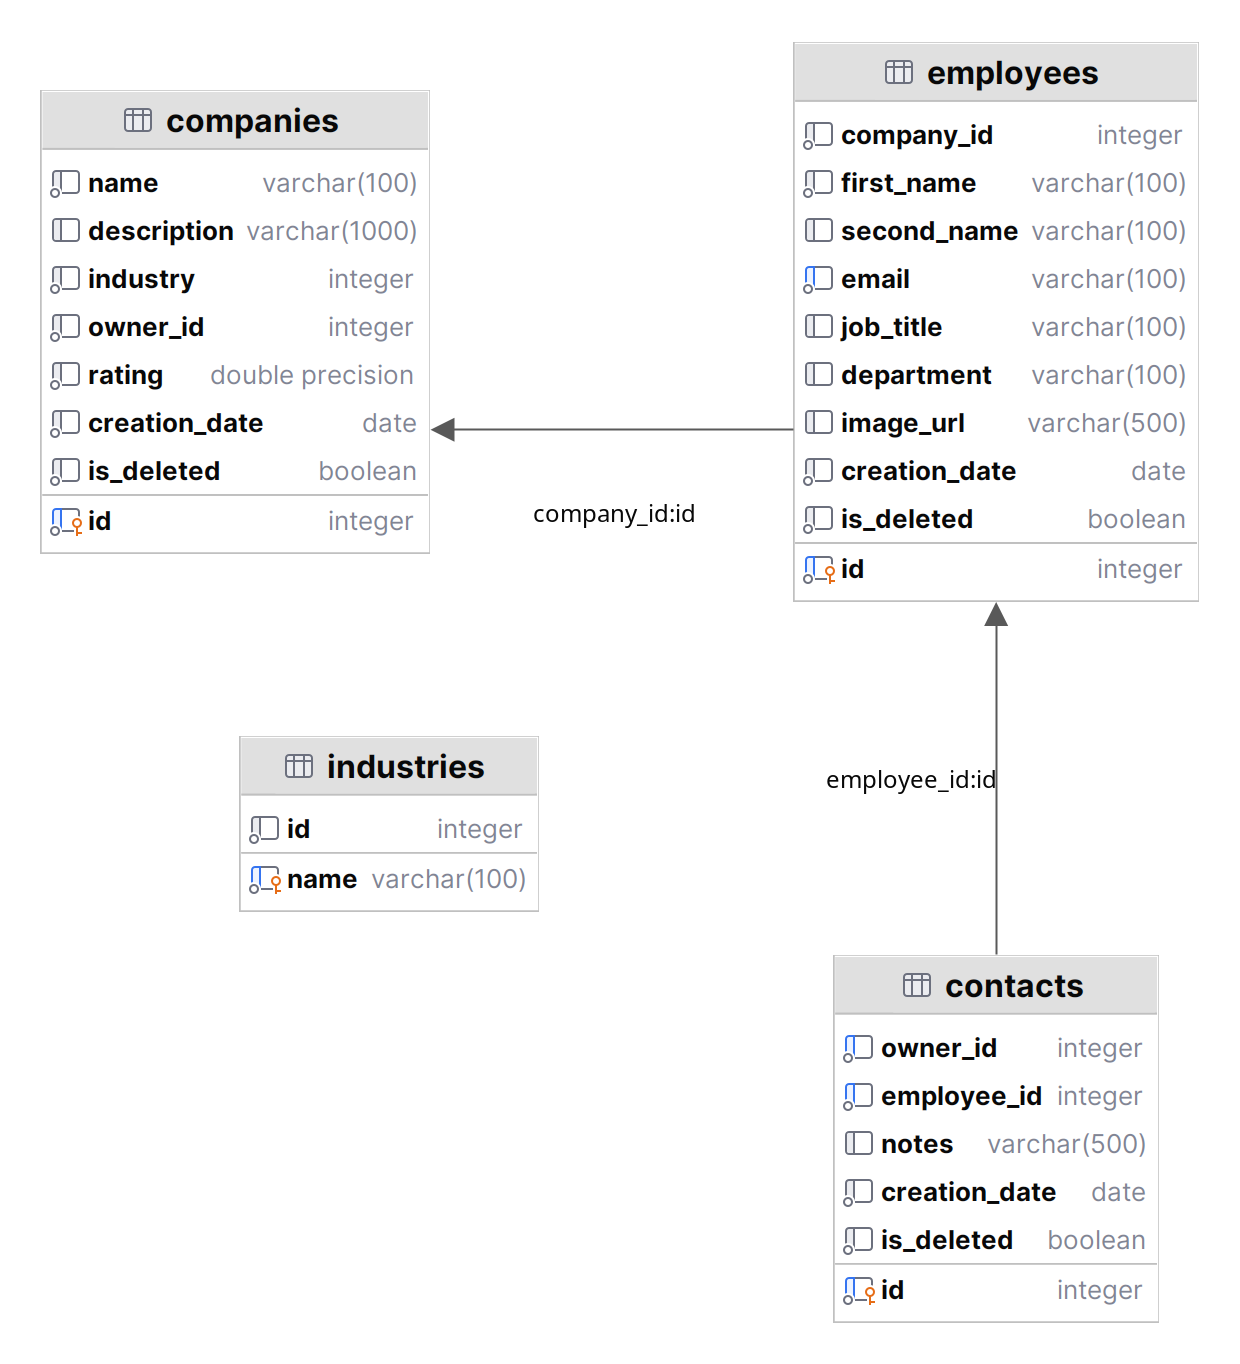 companies
name varchar(100)
description varchar(1000)
industry integer
owner_id integer
rating double precision
creation_date date
is_deleted boolean
id integer
employees
company_id integer
first_name varchar(100)
second_name varchar(100)
email varchar(100)
job_title varchar(100)
department varchar(100)
image_url varchar(500)
creation_date date
is_deleted boolean
id integer
company_id:id
industries
id integer
name varchar(100)
employee_id:id
contacts
owner_id integer
employee_id integer
notes varchar(500)
creation_date date
is_deleted boolean
id integer